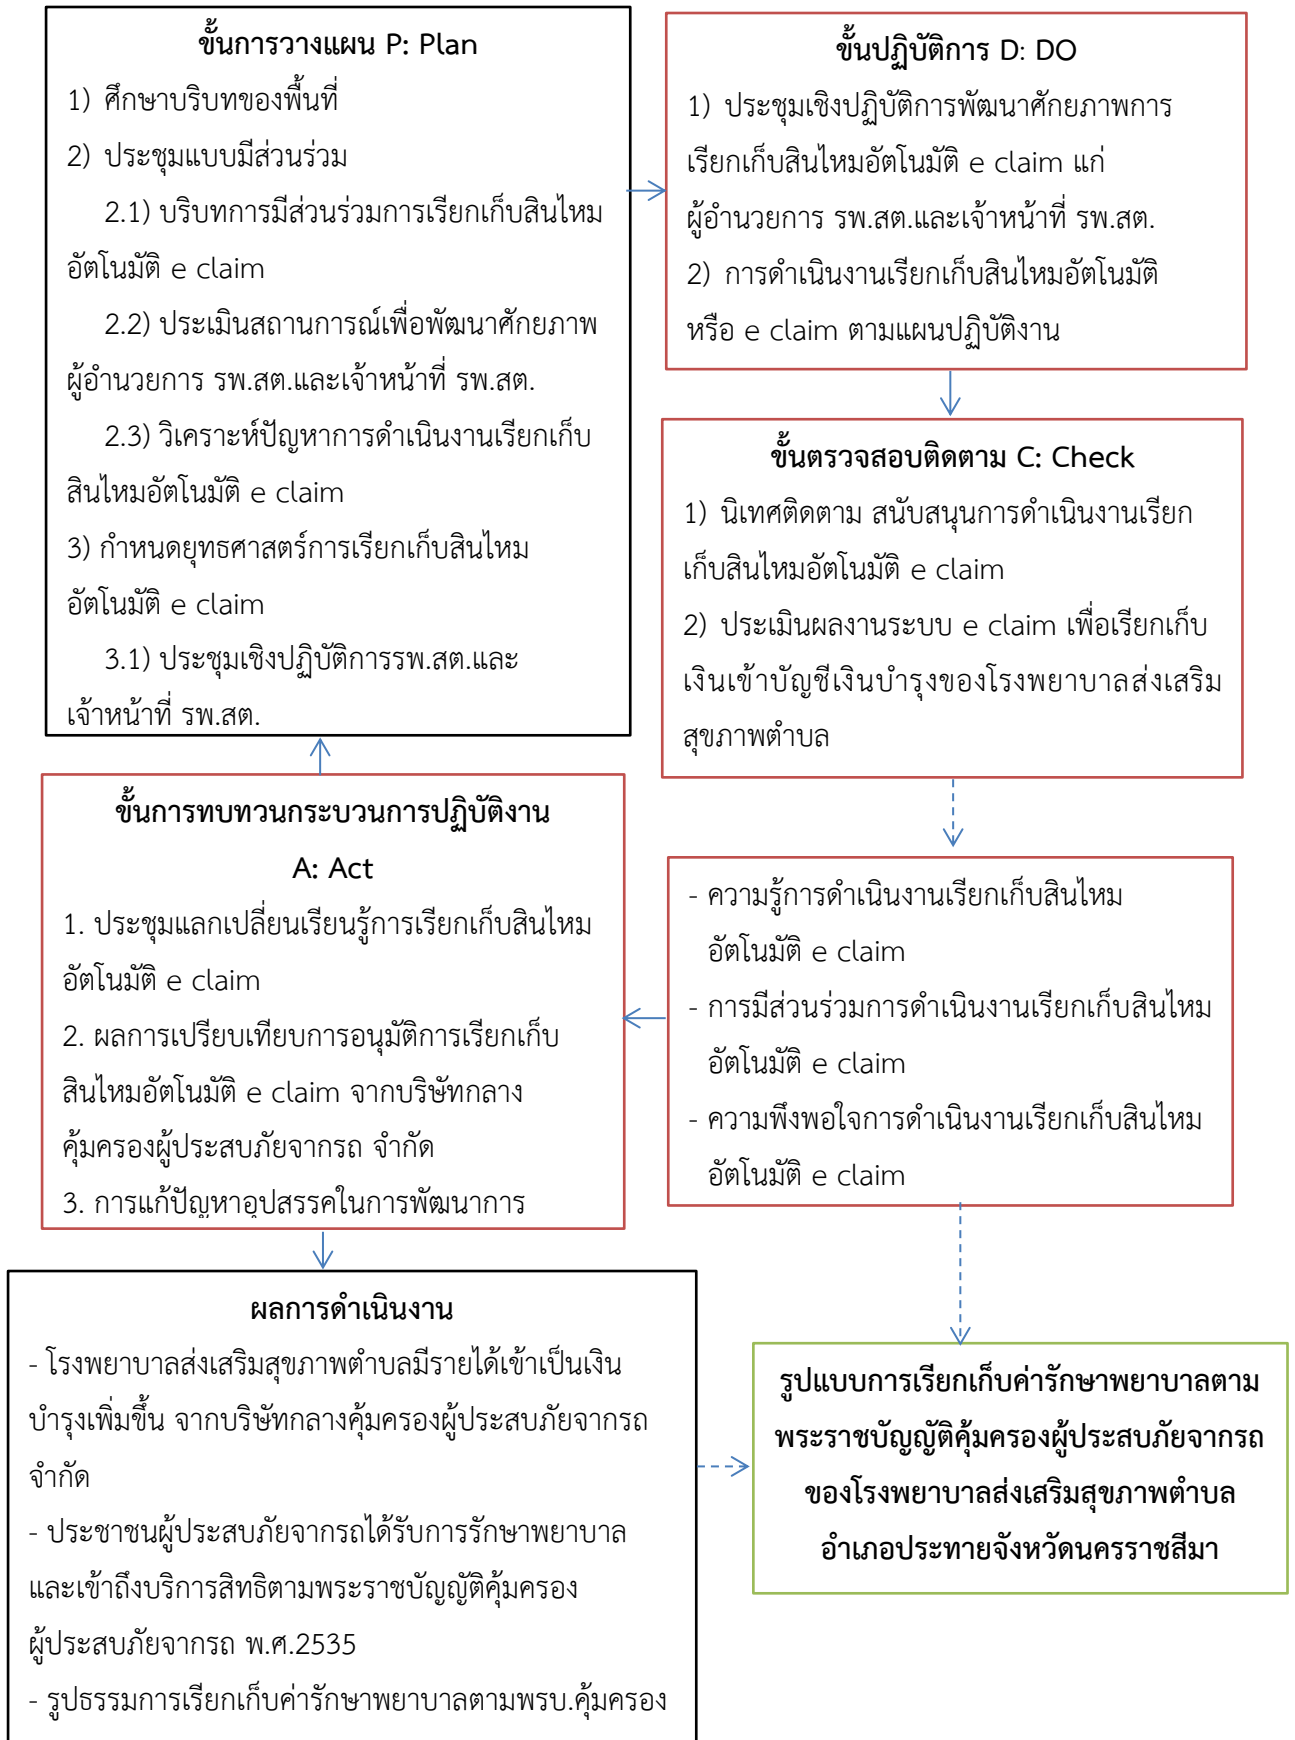 ขั้นการวางแผน P: Plan
1) ศึกษาบริบทของพื้นที่
2) ประชุมแบบมีส่วนร่วม
2.1) บริบทการมีส่วนร่วมการเรียกเก็บสินไหม
อัตโนมัติ e claim
2.2) ประเมินสถานการณ์เพื่อพัฒนาศักยภาพ
ผู้อำนวยการ รพ.สต.และเจ้าหน้าที่ รพ.สต.
2.3) วิเคราะห์ปัญหาการดำเนินงานเรียกเก็บ
สินไหมอัตโนมัติ e claim
3) กำหนดยุทธศาสตร์การเรียกเก็บสินไหม
อัตโนมัติ e claim
3.1) ประชุมเชิงปฏิบัติการรพ.สต.และ
เจ้าหน้าที่ รพ.สต.
ขั้นปฏิบัติการ D: DO
1) ประชุมเชิงปฏิบัติการพัฒนาศักยภาพการ
เรียกเก็บสินไหมอัตโนมัติ e claim แก่
ผู้อำนวยการ รพ.สต.และเจ้าหน้าที่ รพ.สต.
2) การดำเนินงานเรียกเก็บสินไหมอัตโนมัติ
หรือ e claim ตามแผนปฏิบัติงาน
ขั้นตรวจสอบติดตาม C: Check
1) นิเทศติดตาม สนับสนุนการดำเนินงานเรียก
เก็บสินไหมอัตโนมัติ e claim
2) ประเมินผลงานระบบ e claim เพื่อเรียกเก็บ
เงินเข้าบัญชีเงินบำรุงของโรงพยาบาลส่งเสริม
สุขภาพตำบล
- ความรู้การดำเนินงานเรียกเก็บสินไหม
อัตโนมัติ e claim
- การมีส่วนร่วมการดำเนินงานเรียกเก็บสินไหม
อัตโนมัติ e claim
- ความพึงพอใจการดำเนินงานเรียกเก็บสินไหม
อัตโนมัติ e claim
ขั้นการทบทวนกระบวนการปฏิบัติงาน
A: Act
1. ประชุมแลกเปลี่ยนเรียนรู้การเรียกเก็บสินไหม
อัตโนมัติ e claim
2. ผลการเปรียบเทียบการอนุมัติการเรียกเก็บ
สินไหมอัตโนมัติ e claim จากบริษัทกลาง
คุ้มครองผู้ประสบภัยจากรถ จำกัด
3. การแก้ปัญหาอุปสรรคในการพัฒนาการ
ผลการดำเนินงาน
- โรงพยาบาลส่งเสริมสุขภาพตำบลมีรายได้เข้าเป็นเงิน
บำรุงเพิ่มขึ้น จากบริษัทกลางคุ้มครองผู้ประสบภัยจากรถ
จำกัด
- ประชาชนผู้ประสบภัยจากรถได้รับการรักษาพยาบาล
และเข้าถึงบริการสิทธิตามพระราชบัญญัติคุ้มครอง
ผู้ประสบภัยจากรถ พ.ศ.2535
- รูปธรรมการเรียกเก็บค่ารักษาพยาบาลตามพรบ.คุ้มครอง
รูปแบบการเรียกเก็บค่ารักษาพยาบาลตาม
พระราชบัญญัติคุ้มครองผู้ประสบภัยจากรถ
ของโรงพยาบาลส่งเสริมสุขภาพตำบล
อำเภอประทายจังหวัดนครราชสีมา